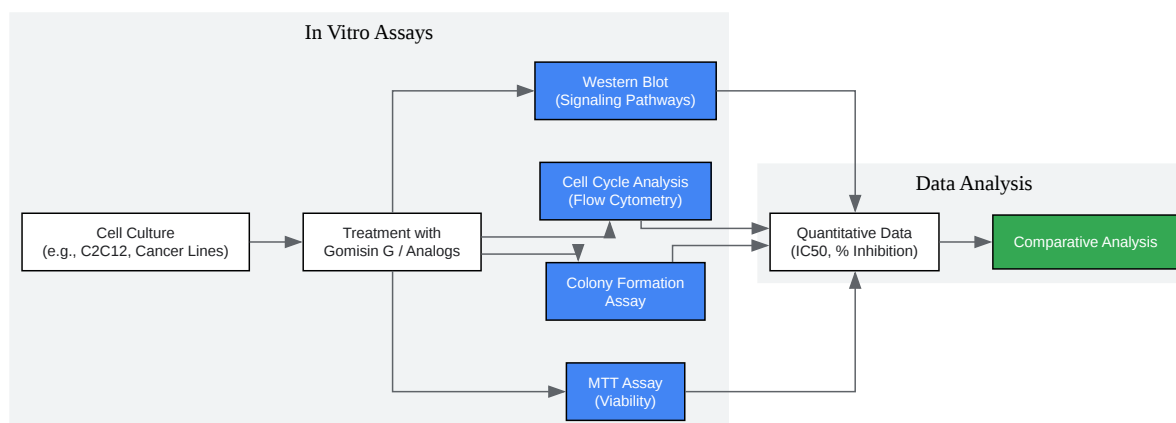 In Vitro Assays
Western Blot
(Signaling Pathways)
Cell Cycle Analysis
(Flow Cytometry)
Data Analysis
Cell Culture
(e.g., C2C12, Cancer Lines)
Treatment with
Gomisin G / Analogs
Quantitative Data
(IC50, % Inhibition)
Comparative Analysis
Colony Formation
Assay
MTT Assay
(Viability)